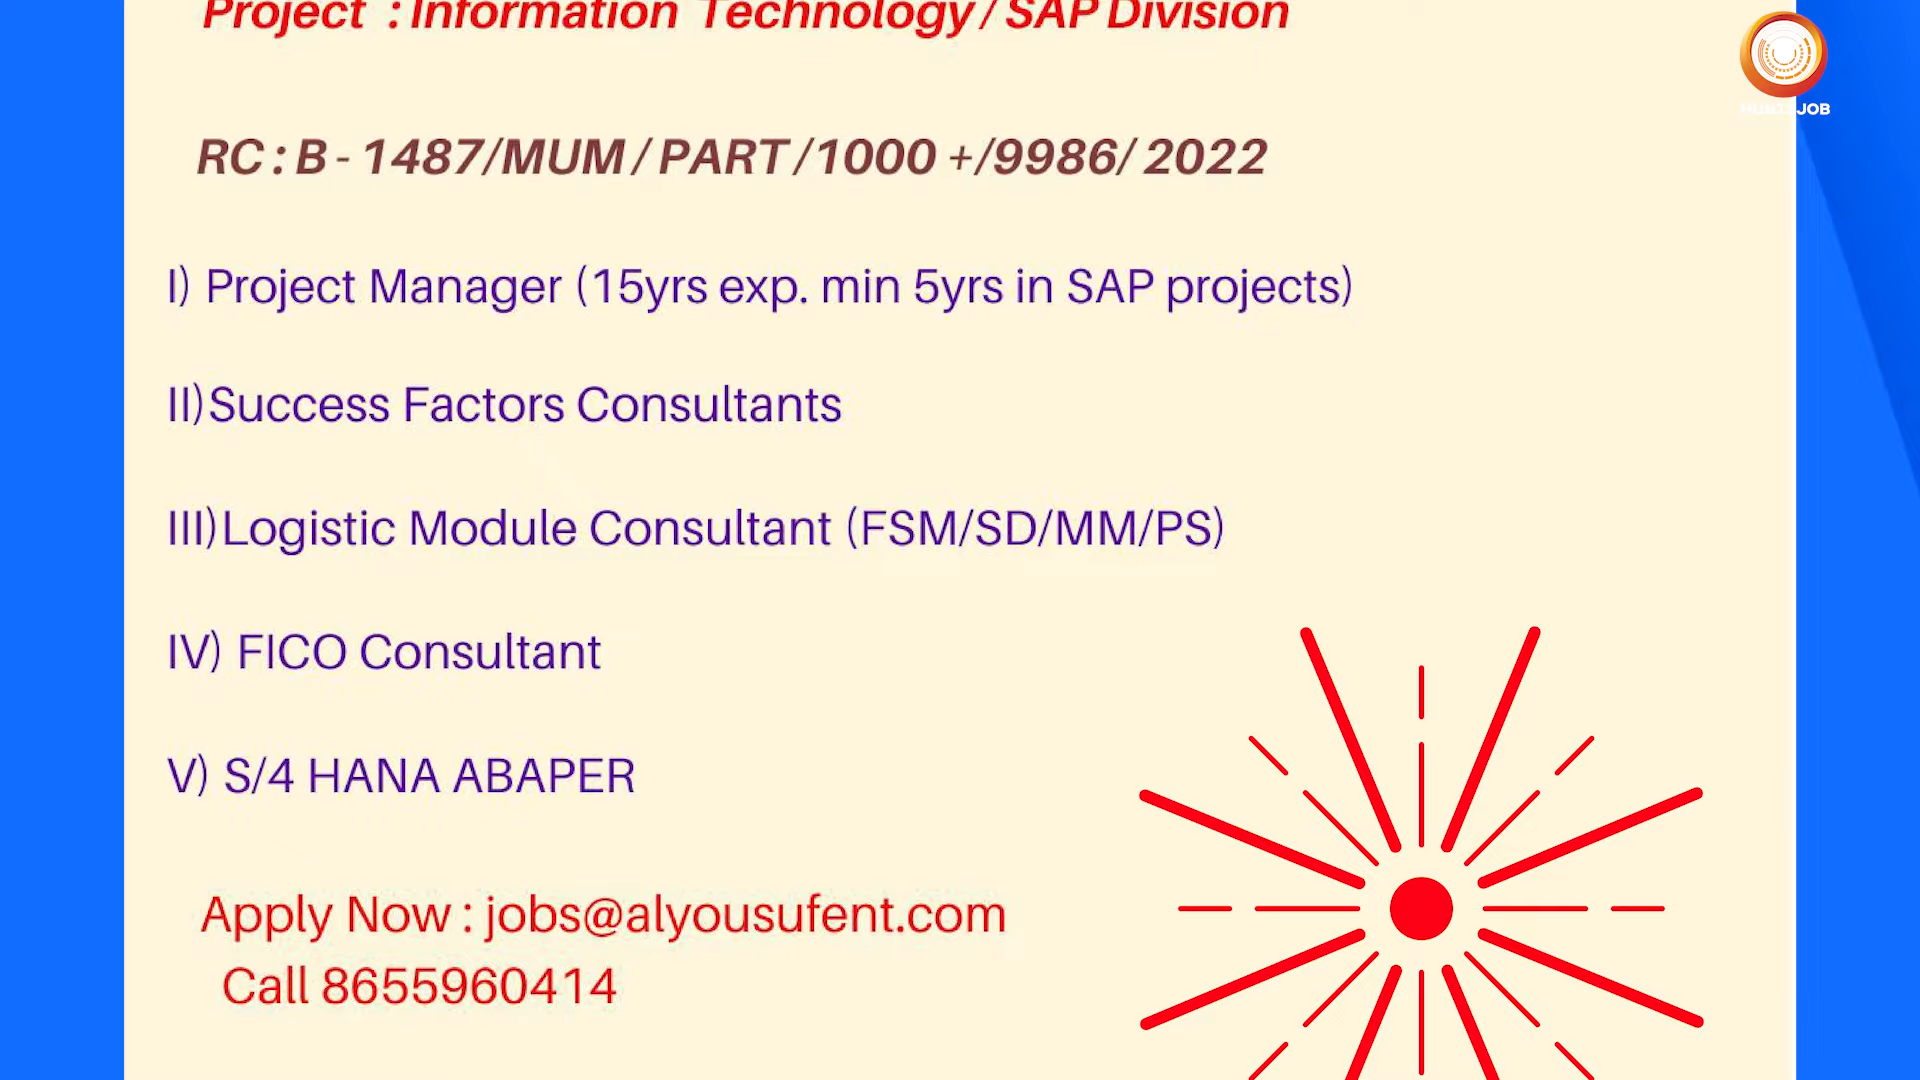 Project : Information Technology / SAP Division
JOB
RC : B - 1487/MUM / PART /1000 +/9986/ 2022
I) Project Manager (15yrs exp. min 5yrs in SAP projects)
II)Success Factors Consultants
III)Logistic Module Consultant (FSM/SD/MM/PS)
IV) FICO Consultant
V) S/4 HANA ABAPER
Apply Now : jobs@alyousufent.com
Call 8655960414